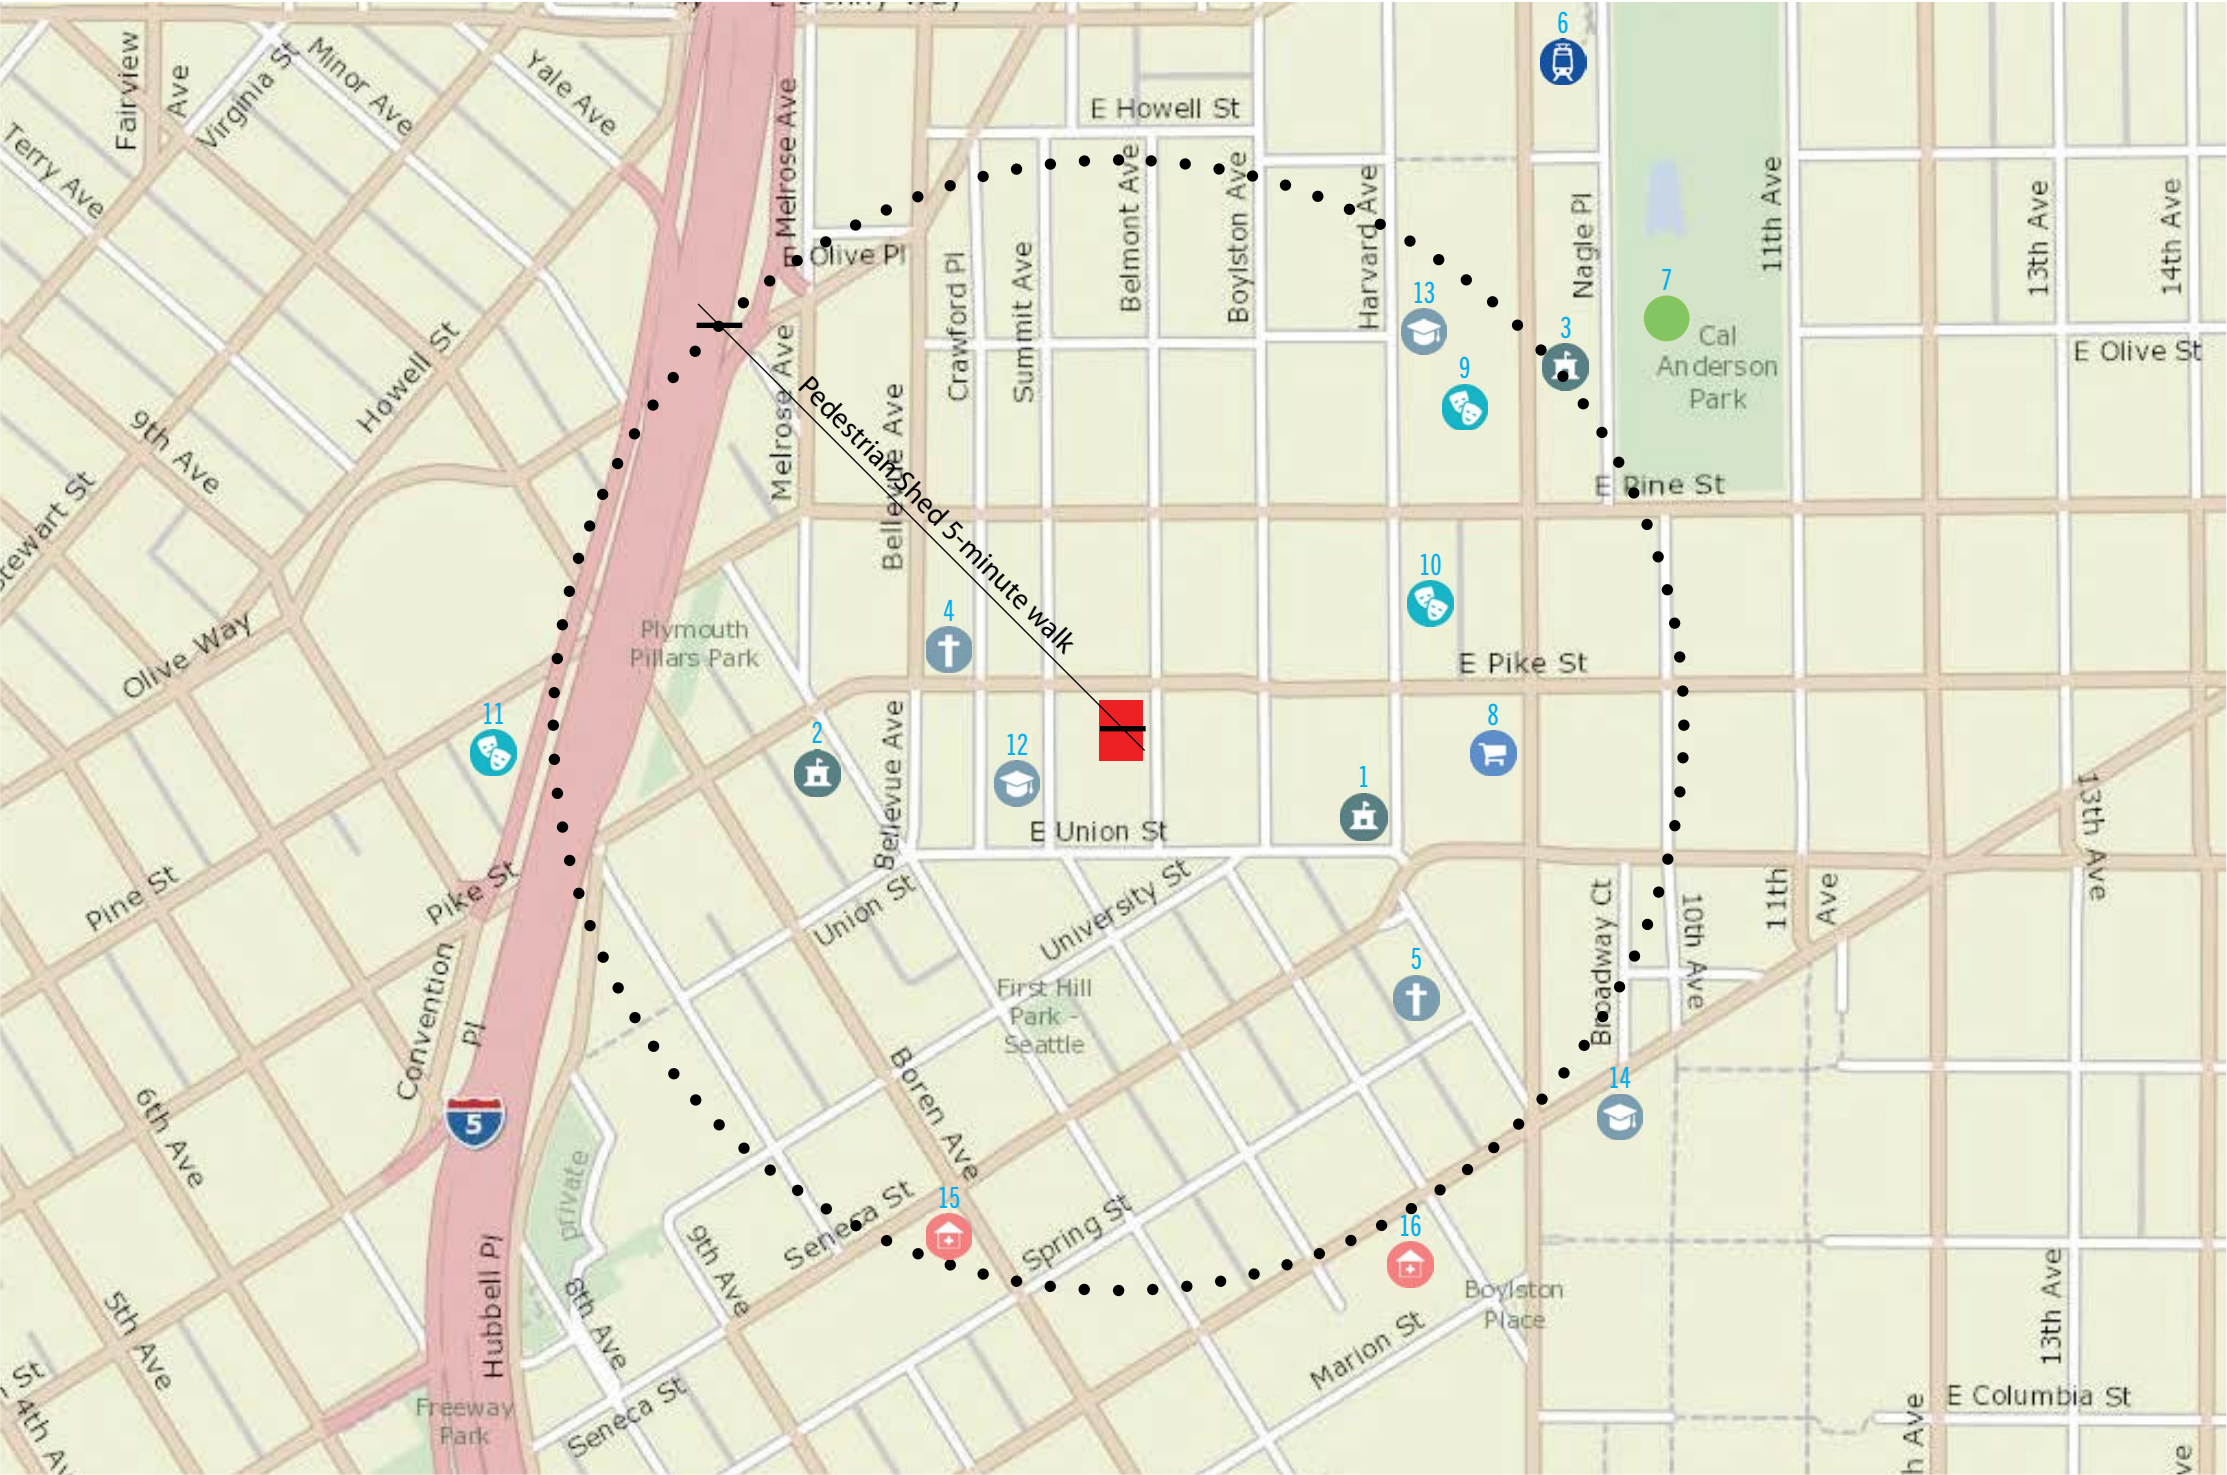 E Denny Way
Fairview
Ave
Virginia St
Minor Ave
Yale Ave
Terry Ave
Melrose Ave
E Howell St
6
E Olive Pl
Crawford Pl
Summit Ave
Belmont Ave
Boylston Ave
Harvard Ave
Nagle Pl
11th Ave
13th Ave
14th Ave
7
Cal
Anderson
Park
E Olive St
13
3
9
Howell St
9th Ave
Stewart St
Melrose Ave
Bellevue Ave
Pedestrian Shed 5-minute walk
E Pine St
10
4
Plymouth
Pillars Park
Olive Way
E Pike St
11
2
12
8
1
Bellevue Ave
E Union St
13th Ave
Pine St
Pike St
Union St
University St
Broadway Ct
10th Ave
11th
Ave
First Hill
Park -
Seattle
5
Convention
Pl
Boren Ave
14
5
6th Ave
private
15
16
Seneca St
Spring St
9th Ave
Boylston
Place
Marion St
Hubbell Pl
8th Ave
5th Ave
13th Ave
St
4th Av
Freeway
Park
Seneca St
E Columbia St
h Ave
ve